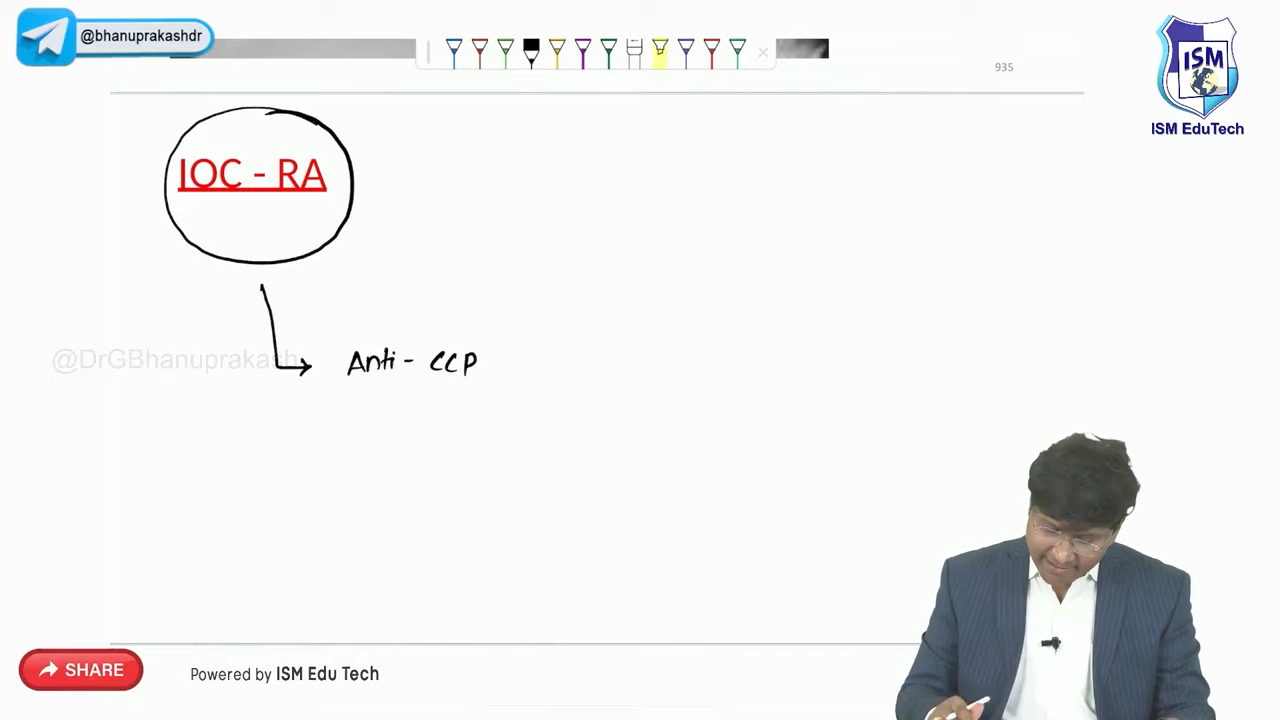 @bhanuprakashdr
935
ISM
ISM EduTech
IOC - RA
@DrGBhanuprakash
Anti - CCP
SHARE
Powered by ISM Edu Tech